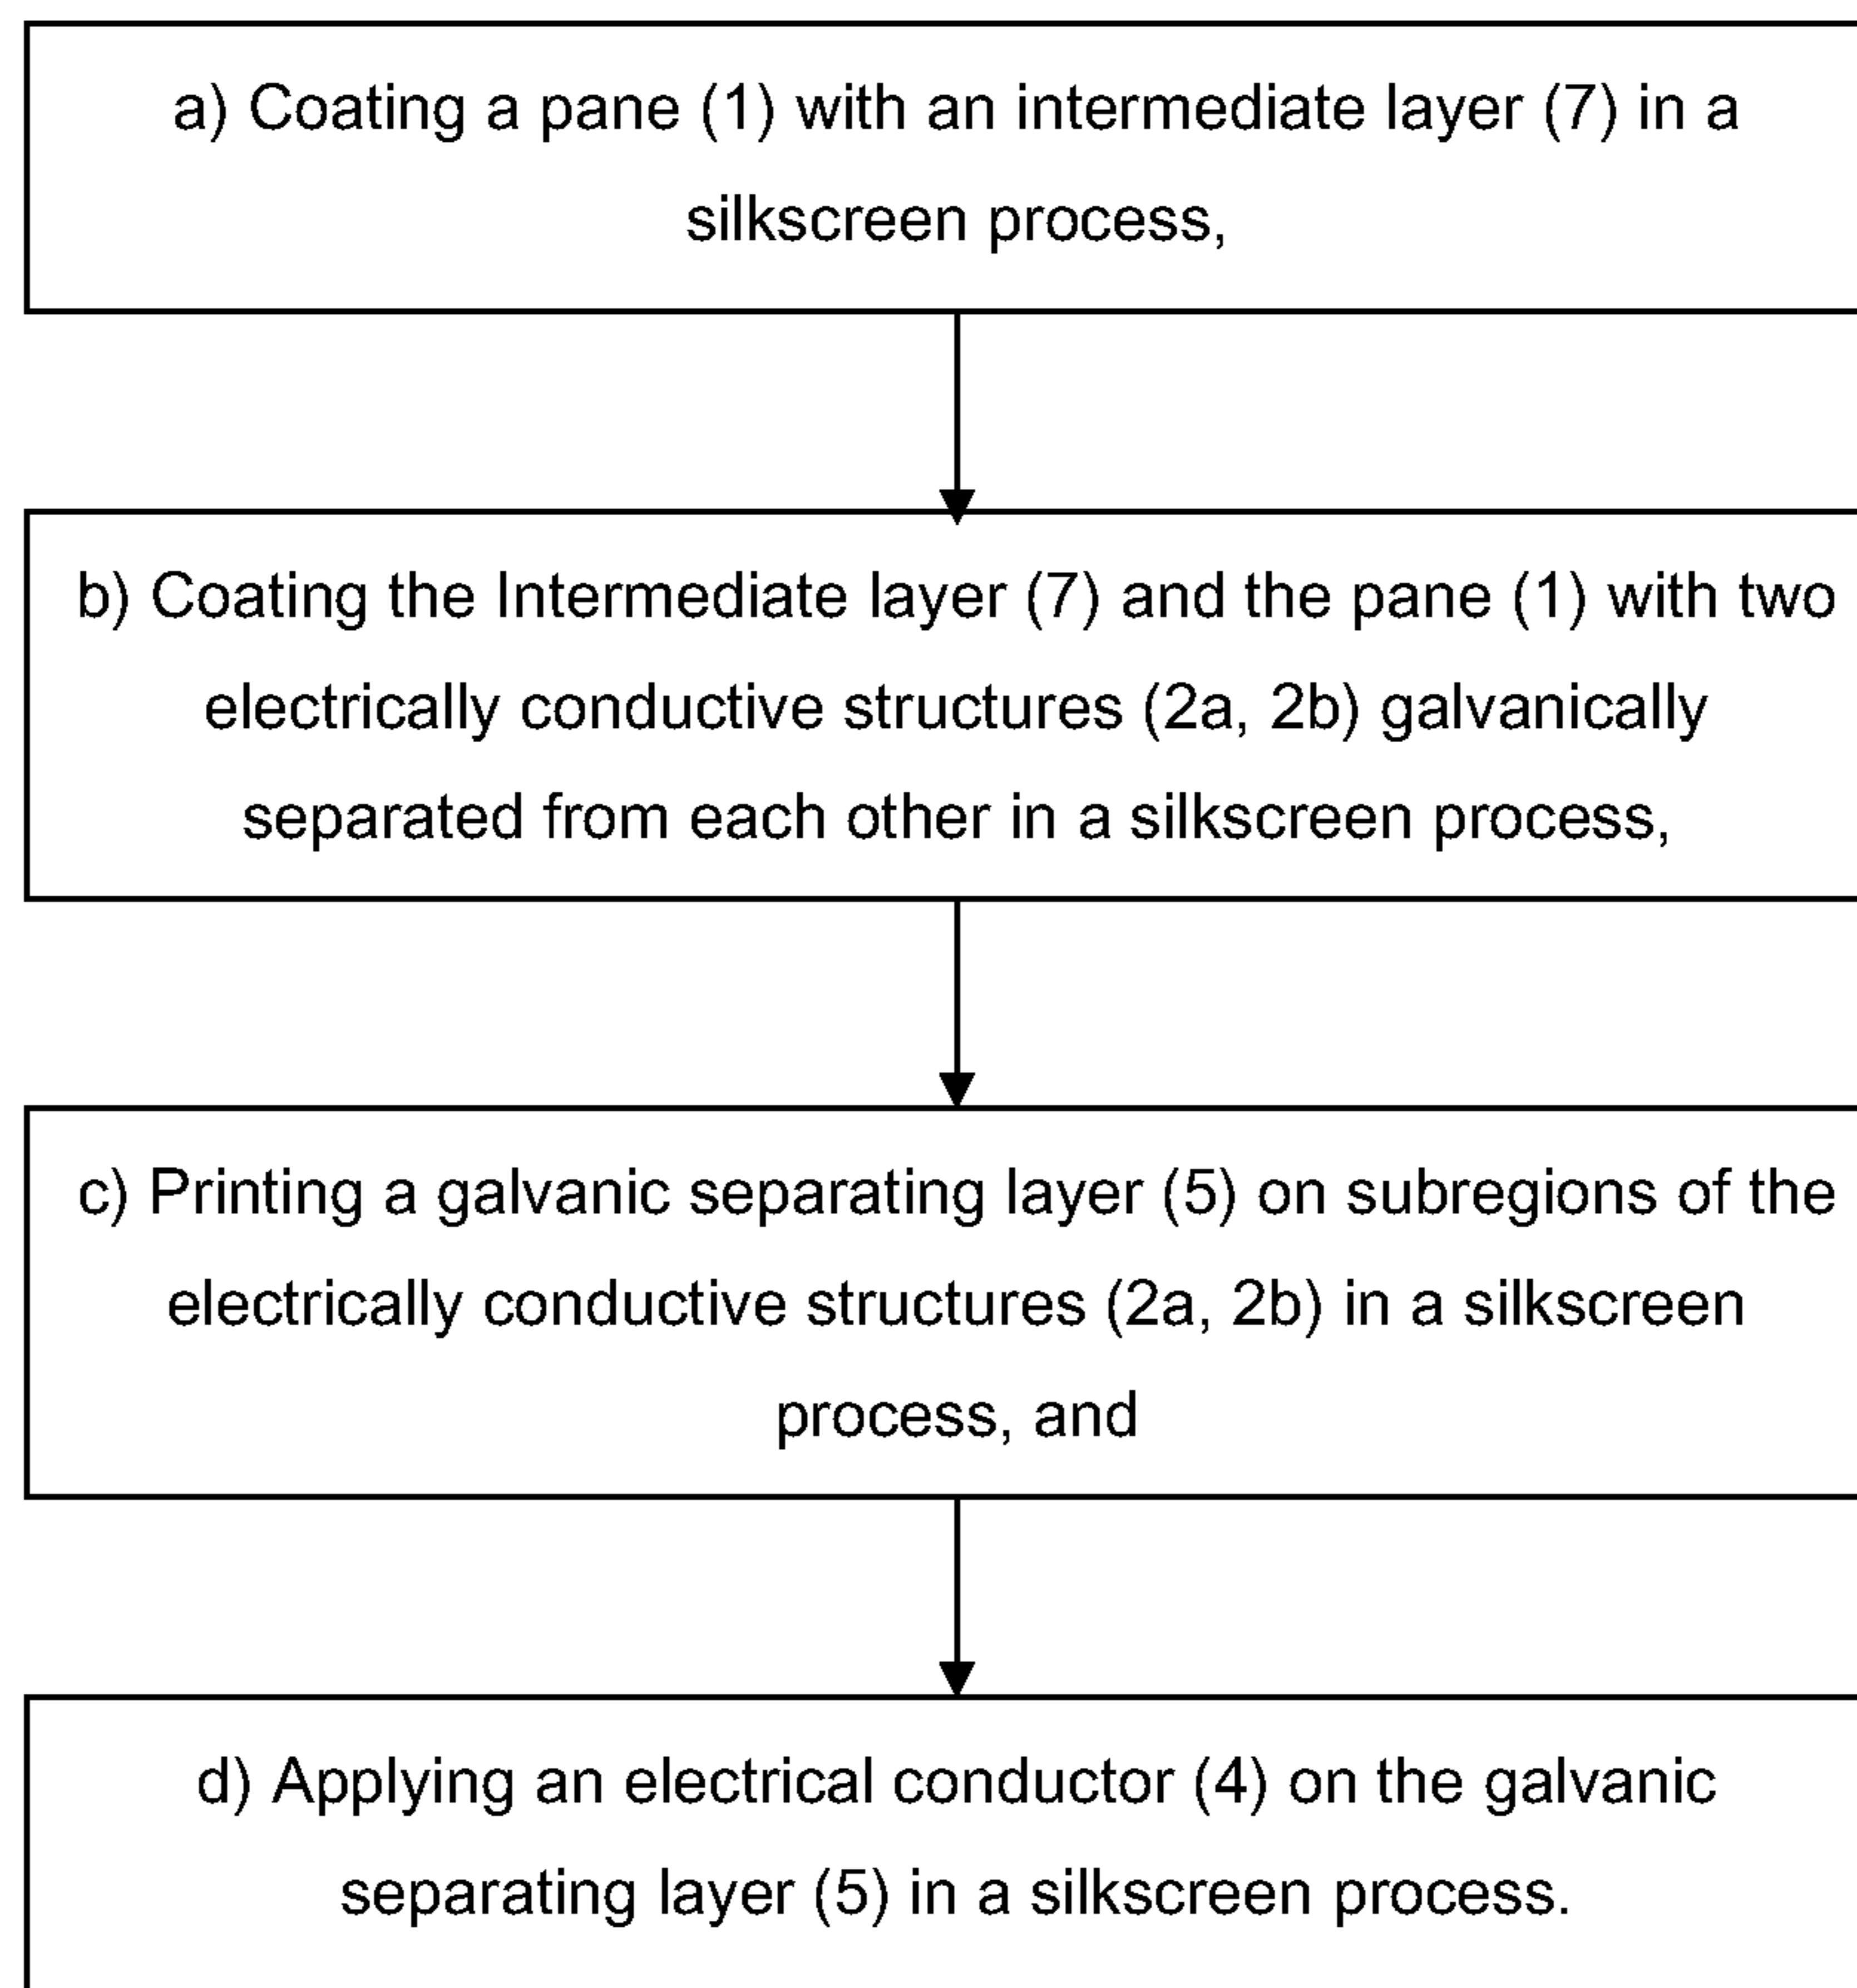 a) Coating a pane (1) with an intermediate layer (7) in a
silkscreen process,
b) Coating the Intermediate layer (7) and the pane (1) with two
electrically conductive structures (2a, 2b) galvanically
separated from each other in a silkscreen process,
c) Printing a galvanic separating layer (5) on subregions of the
electrically conductive structures (2a, 2b) in a silkscreen
process, and
d) Applying an electrical conductor (4) on the galvanic
separating layer (5) in a silkscreen process.